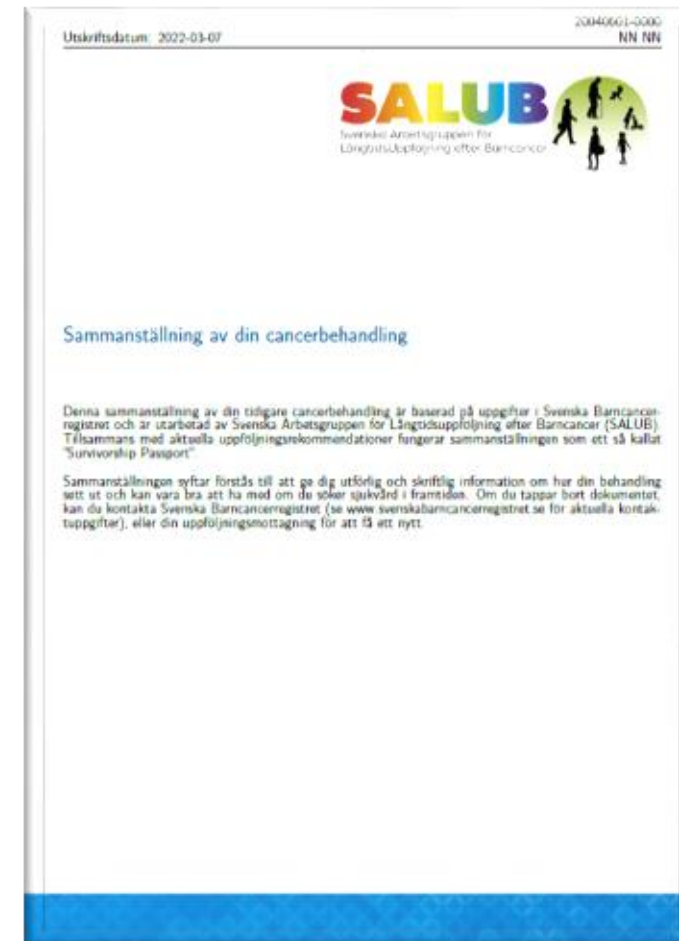 20040601-0000
Utskriftsdatum: 2022-03-07
NN NN
SALUB
Svenska Arbetsgruppen för
LångtidsUppföljning efter Barncancer
Sammanställning av din cancerbehandling
Denna sammanställning av din tidigare cancerbehandling är baserad på uppgifter i Svenska Barncancer-
registret och är utarbetad av Svenska Arbetsgruppen för Långtidsuppföljning efter Barncancer (SALUB).
Tillsammans med aktuella uppföljningsrekommendationer fungerar sammanställningen som ett så kallat
"Survivorship Passport"
Sammanställningen syftar förstås till att ge dig utförlig och skriftlig information om hur din behandling
sett ut och kan vara bra att ha med om du söker sjukvård i framtiden. Om du tappar bort dokumentet,
kan du kontakta Svenska Barncancerregistret (se www.svenskabarncancerregistret.se för aktuella kontak-
tuppgifter), eller din uppföljningsmottagning för att få ett nytt.